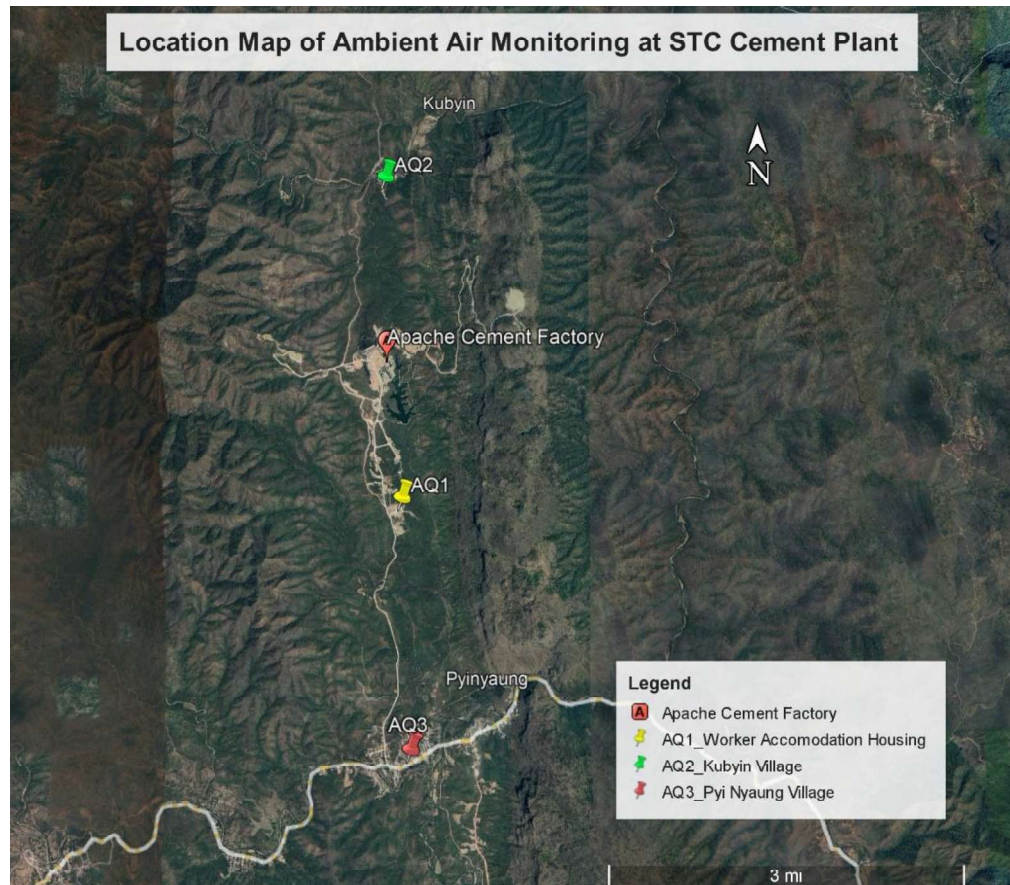 Location Map of Ambient Air Monitoring at STC Cement Plant
Kubyin
AQ2
N
Apache Cement Factory
AQ1
Pyinyaung
AQ3
Legend
A Apache Cement Factory
AQ1_Worker Accomodation Housing
AQ2_Kubyin Village
AQ3_Pyi Nyaung Village
3 mi